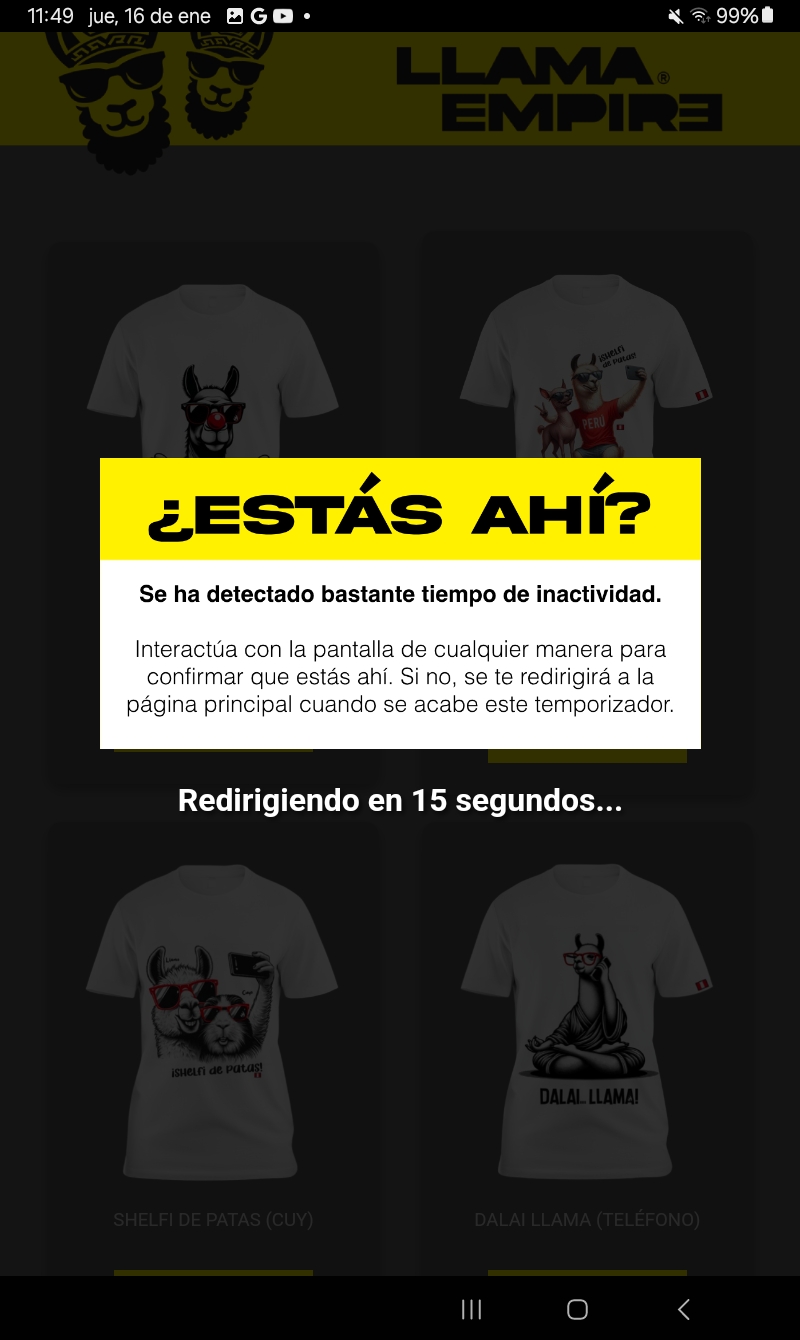 11:49 jue, 16 de ene
99%
LLAMA®
EMPIRE
¡SHELFI
de Patas!
PERÚ
¿ESTÁS AHÍ?
Se ha detectado bastante tiempo de inactividad.
Interactúa con la pantalla de cualquier manera para
confirmar que estás ahí. Si no, se te redirigirá a la
página principal cuando se acabe este temporizador.
Redirigiendo en 15 segundos...
¡SHELFI de Patas!
DALAI.. LLAMA!
SHELFI DE PATAS (CUY)
DALAI LLAMA (TELÉFONO)